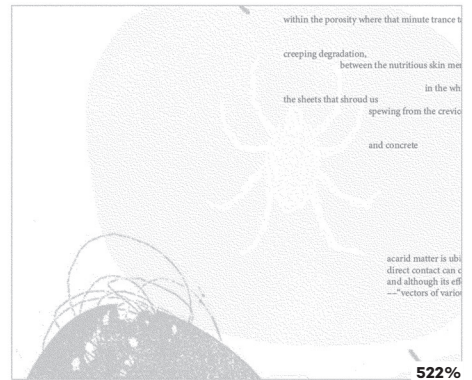 within the porosity where that minute trance
creeping degradation,
between the nutritious skin
in the
the sheets that shroud us
spewing from the
and concrete
acarid matter is
direct contact can
and although its
—“vectors of
522%